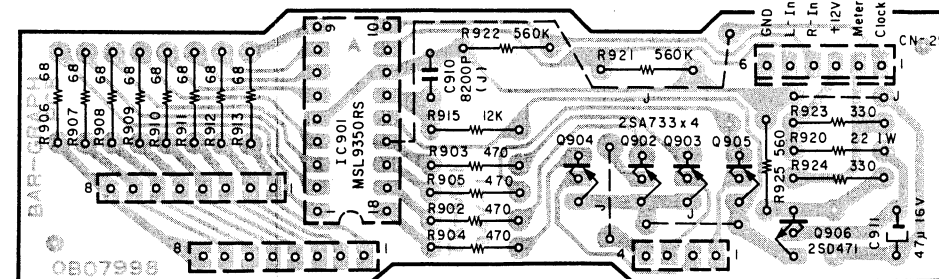 GND
L-In
R-In
+12V
Meter
Clock
CN-2
6
1
9
10
A
R922 560K
R921 560K
C910
8200P
(J)
J
R923 330
J
R920 22 1W
R924 330
R925 560
R915 12K
2SA733x4
Q904
Q902
Q903
Q905
R903 470
R905 470
R902 470
R904 470
J
J
4
1
Q906
2SD471
C911
47μ 16V
IC901
MSL9350RS
1
18
R906 68
R907 68
R908 68
R909 68
R910 68
R911 68
R912 68
R913 68
BAR-GRAPH
8
1
8
1
0B07998